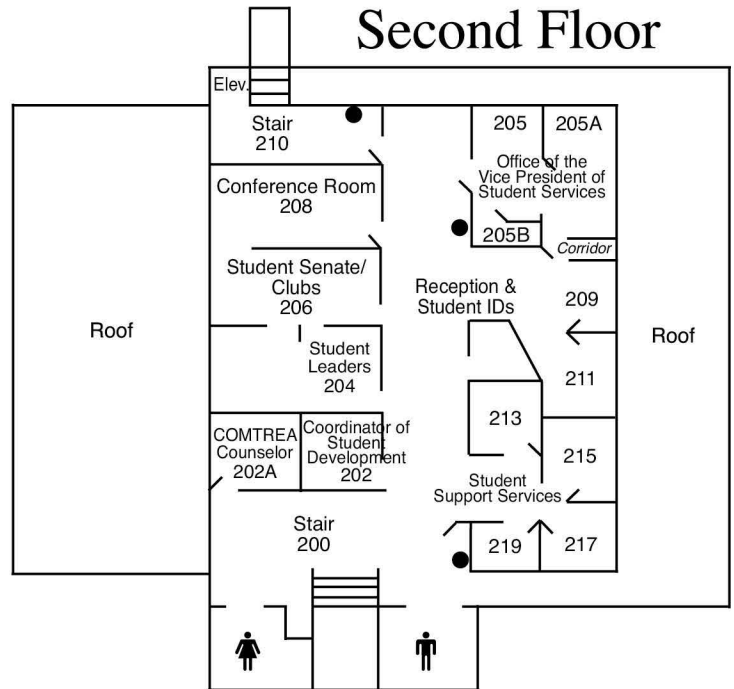 Second Floor
Elev.
Stair
210
205
205A
Office of the
Vice President of
Student Services
Conference Room
208
205B
Corridor
Student Senate/
Clubs
206
Reception &
Student IDs
209
Roof
Roof
Student
Leaders
204
211
213
COMTREA
Counselor
202A
Coordinator of
Student
Development
202
215
Student
Support Services
Stair
200
219
217